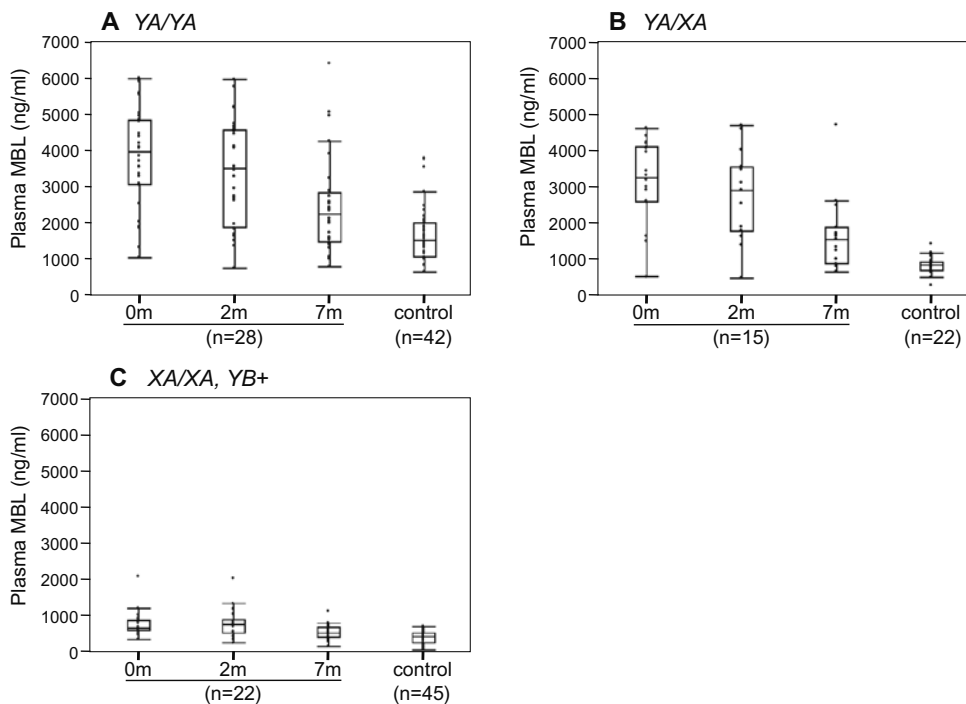 A YA/YA
Plasma MBL (ng/ml)
7000
6000
5000
4000
3000
2000
1000
0
0m 2m 7m control
(n=28) (n=42)
B YA/XA
Plasma MBL (ng/ml)
7000
6000
5000
4000
3000
2000
1000
0
0m 2m 7m control
(n=15) (n=22)
C XA/XA, YB+
Plasma MBL (ng/ml)
7000
6000
5000
4000
3000
2000
1000
0
0m 2m 7m control
(n=22) (n=45)